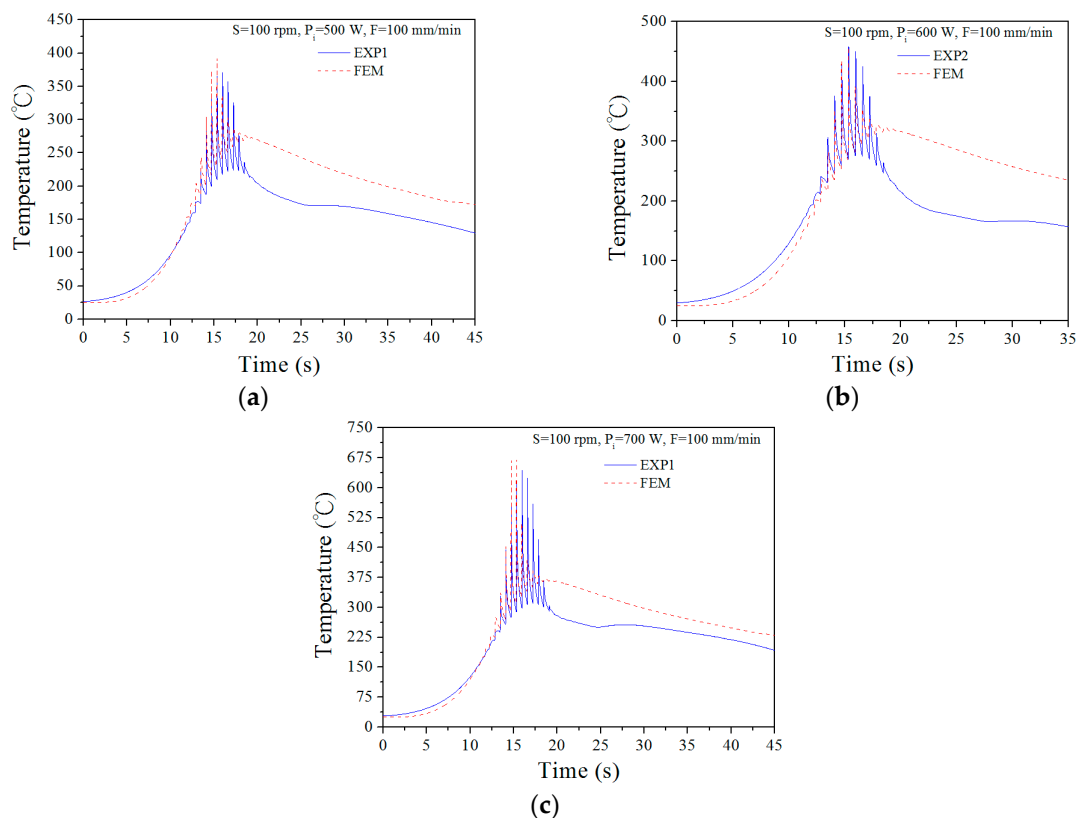 S=100 rpm, Pi=500 W, F=100 mm/min
EXP1
FEM
450
400
350
300
250
200
150
100
50
0
Temperature (℃)
0 5 10 15 20 25 30 35 40 45
Time (s)
(a)
S=100 rpm, Pi=600 W, F=100 mm/min
EXP2
FEM
500
400
300
200
100
0
Temperature (℃)
0 5 10 15 20 25 30 35
Time (s)
(b)
S=100 rpm, Pi=700 W, F=100 mm/min
EXP1
FEM
750
675
600
525
450
375
300
225
150
75
0
Temperature (℃)
0 5 10 15 20 25 30 35 40 45
Time (s)
(c)